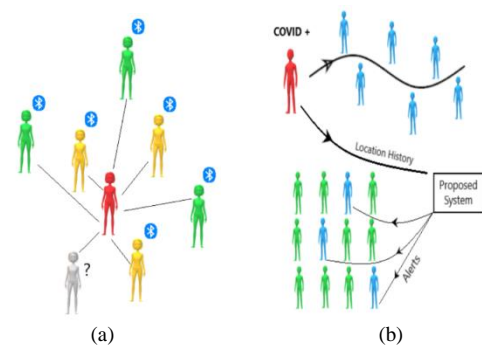 COVID +
Location History
Proposed
System
?
Alerts
(a)
(b)